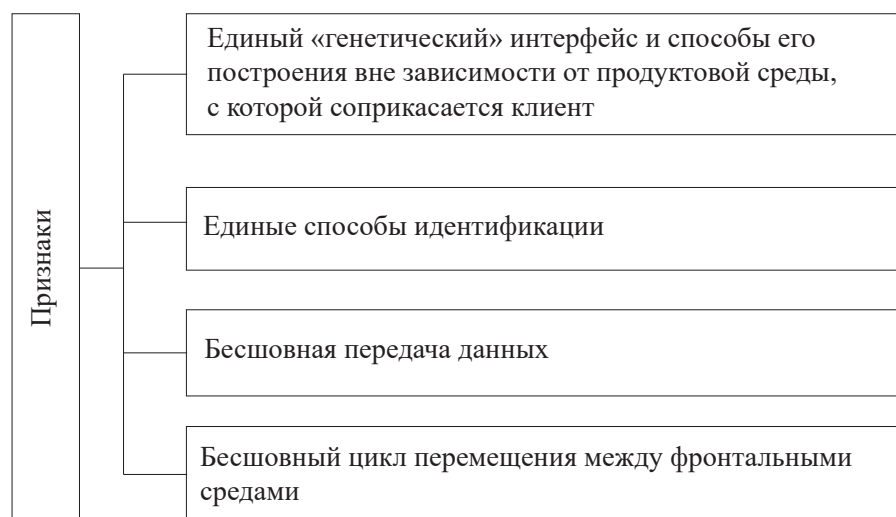 Признаки
Единый «генетический» интерфейс и способы его
построения вне зависимости от продуктовой среды,
с которой соприкасается клиент
Единые способы идентификации
Бесшовная передача данных
Бесшовный цикл перемещения между фронтальными
средами